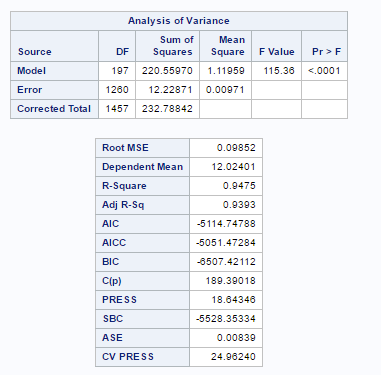 Analysis of Variance
Source DF Sum of Squares Mean Square F Value Pr > F
Model 197 220.55970 1.11959 115.36 <.0001
Error 1260 12.22871 0.00971
Corrected Total 1457 232.78842
Root MSE 0.09852
Dependent Mean 12.02401
R-Square 0.9475
Adj R-Sq 0.9393
AIC -5114.74788
AICC -5051.47284
BIC -6507.42112
C(p) 189.39018
PRESS 18.64346
SBC -5528.35334
ASE 0.00839
CV PRESS 24.96240